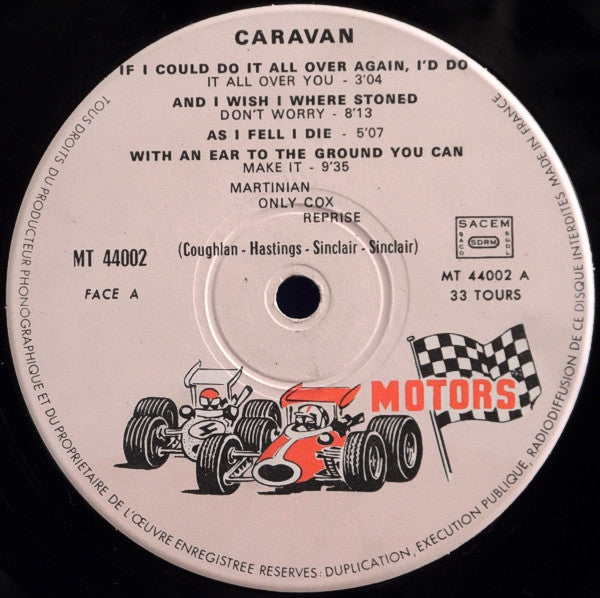 CARAVAN
IF I COULD DO IT ALL OVER AGAIN, I'D DO
IT ALL OVER YOU - 3'04
AND I WISH I WHERE STONED
DON'T WORRY - 8'13
AS I FELL I DIE - 5'07
WITH AN EAR TO THE GROUND YOU CAN
MAKE IT - 9'35
MARTINIAN
ONLY COX
REPRISE
(Coughlan - Hastings - Sinclair - Sinclair)
MT 44002
FACE A
SACEM
SACD SDRM SGDL
MT 44002 A
33 TOURS
MOTORS
TOUS DROITS DU PRODUCTEUR PHONOGRAPHIQUE ET DU PROPRIETAIRE DE L'ŒUVRE ENREGISTREE RESERVES: DUPLICATION, EXECUTION PUBLIQUE, RADIODIFFUSION DE CE DISQUE INTERDITES MADE IN FRANCE